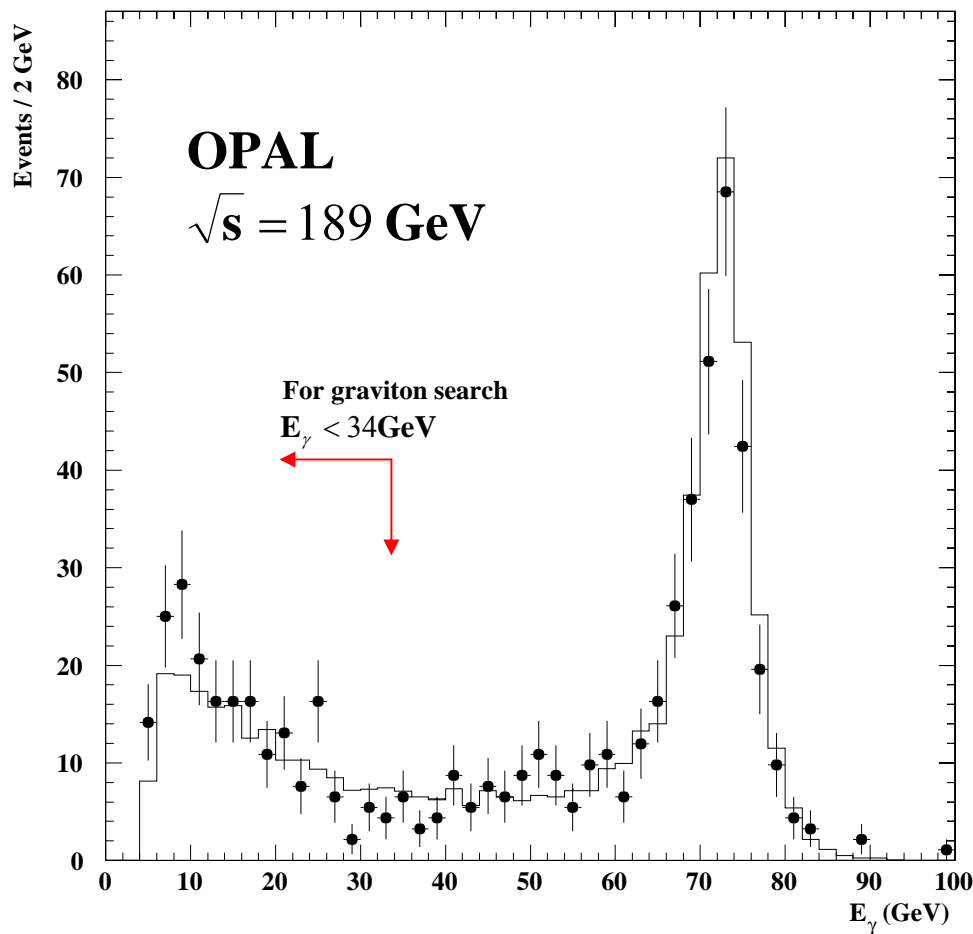 Events / 2 GeV
80
70
60
50
40
30
20
10
0
OPAL
√s = 189 GeV
For graviton search
E_γ < 34GeV
0 10 20 30 40 50 60 70 80 90 100
E_γ (GeV)